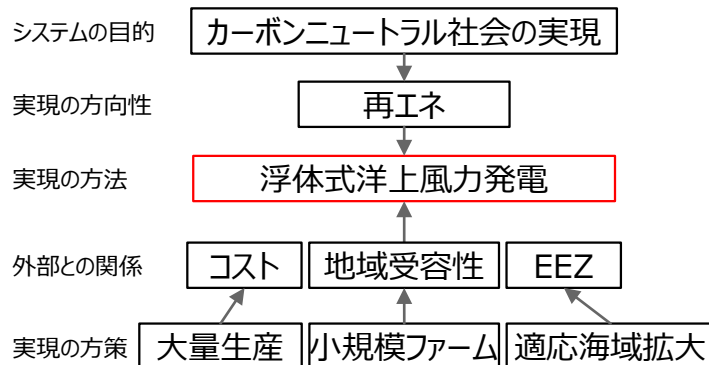 システムの目的 カーボンニュートラル社会の実現
実現の方向性 再エネ
実現の方法 浮体式洋上風力発電
外部との関係 コスト 地域受容性 EEZ
実現の方策 大量生産 小規模ファーム 適応海域拡大